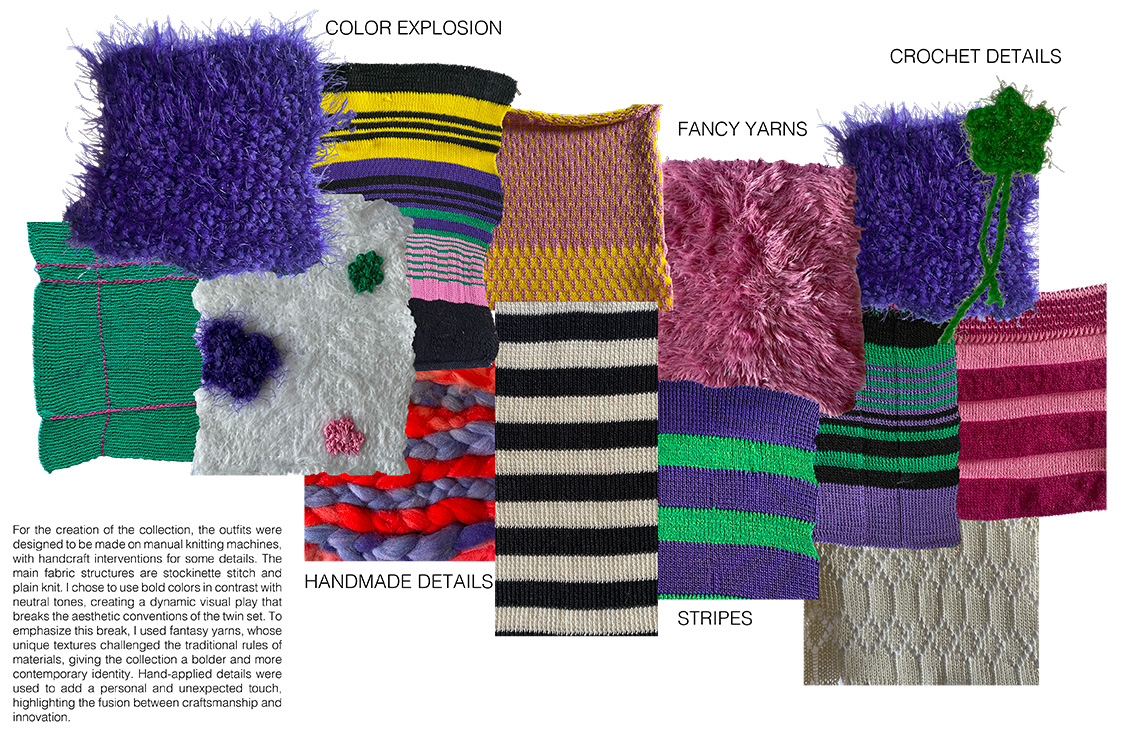 COLOR EXPLOSION
CROCHET DETAILS
FANCY YARNS
HANDMADE DETAILS
STRIPES
For the creation of the collection, the outfits were
designed to be made on manual knitting machines,
with handcraft interventions for some details. The
main fabric structures are stockinette stitch and
plain knit. I chose to use bold colors in contrast with
neutral tones, creating a dynamic visual play that
breaks the aesthetic conventions of the twin set. To
emphasize this break, I used fantasy yarns, whose
unique textures challenged the traditional rules of
materials, giving the collection a bolder and more
contemporary identity. Hand-applied details were
used to add a personal and unexpected touch,
highlighting the fusion between craftsmanship and
innovation.